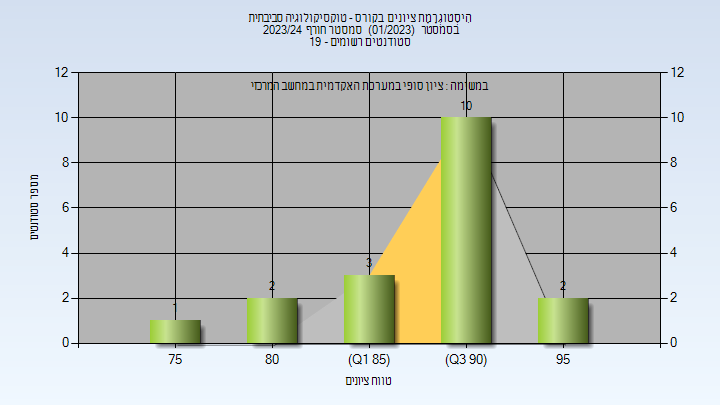 היסטוגרמת ציונים בקורס - טוקסיקולוגיה סביבתית
בסמסטר (01/2023) סמסטר חורף 2023/24
סטודנטים רשומים - 19
במשימה : ציון סופי במערכת האקדמית במחשב המרכזי
12
10
8
6
4
2
0
12
10
8
6
4
2
0
מספר סטודנטים
1
2
3
10
2
75
80
(Q1 85)
(Q3 90)
95
טווח ציונים